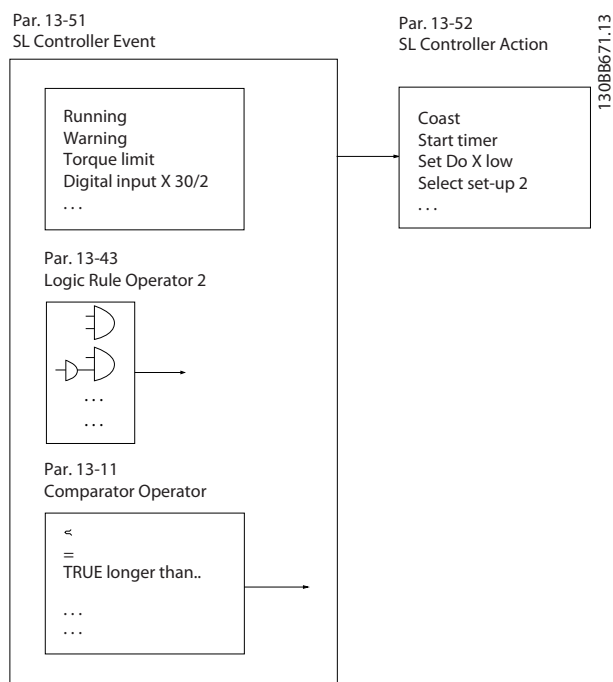 Par. 13-51
SL Controller Event
Par. 13-52
SL Controller Action
130BB671.13
Running
Warning
Torque limit
Digital input X 30/2
. . .
Coast
Start timer
Set Do X low
Select set-up 2
. . .
Par. 13-43
Logic Rule Operator 2
. . .
. . .
Par. 13-11
Comparator Operator
=
TRUE longer than..
. . .
. . .